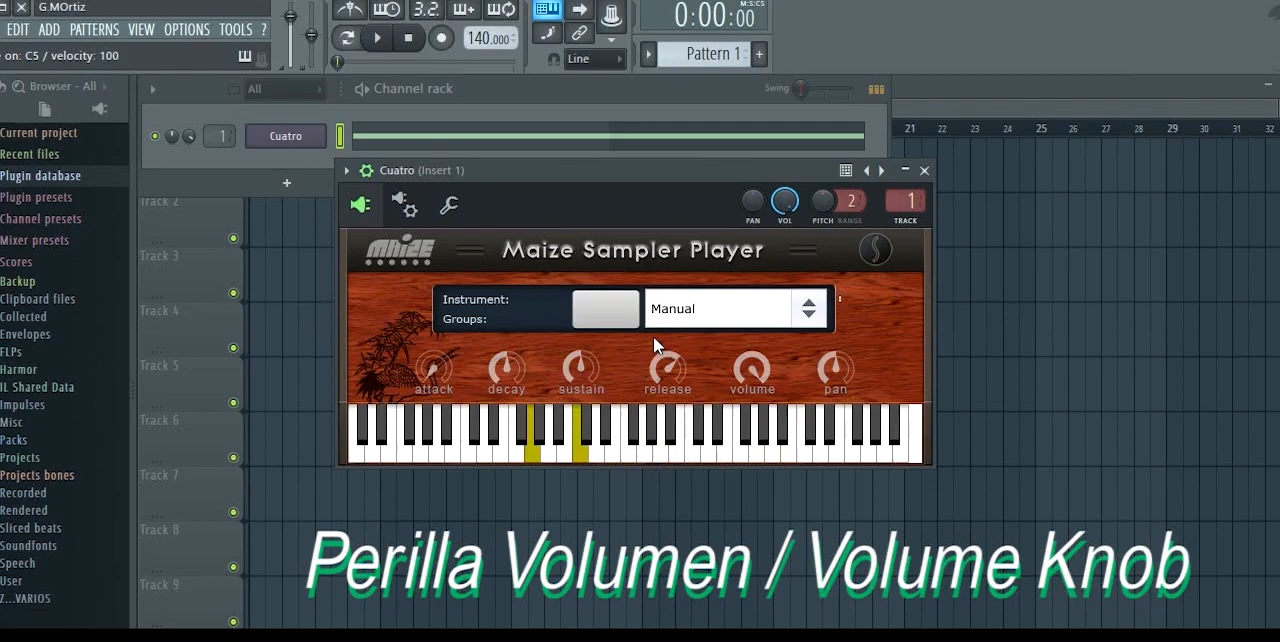 G.MOrtiz
EDIT ADD PATTERNS VIEW OPTIONS TOOLS ?
on: C5 / velocity: 100
3.2
140.000
0:00:00
M:S:CS
Line
Pattern 1
Browser - All
All
Channel rack
Swing
Current project
Recent files
Plugin database
Plugin presets
Channel presets
Mixer presets
Scores
Backup
Clipboard files
Collected
Envelopes
FLPs
Harmor
IL Shared Data
Impulses
Misc
Packs
Projects
Projects bones
Recorded
Rendered
Sliced beats
Soundfonts
Speech
User
Z...VARIOS
1
Cuatro
21 22 23 24 25 26 27 28 29 30 31 32
Track 2
Track 3
Track 4
Track 5
Track 6
Track 7
Track 8
Track 9
Cuatro (Insert 1)
2
1
PAN VOL PITCH RANGE TRACK
MAIZE
Maize Sampler Player
Instrument:
Groups:
Manual
attack decay sustain release volume pan
Perilla Volumen / Volume Knob